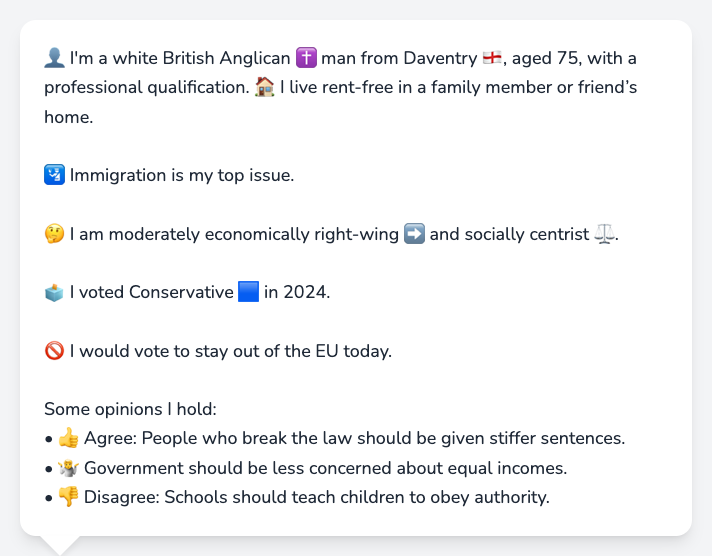 👤 I'm a white British Anglican ✝️ man from Daventry 🏴󠁧󠁢󠁥󠁮󠁧󠁿, aged 75, with a
professional qualification. 🏠 I live rent-free in a family member or friend’s
home.
🛂 Immigration is my top issue.
🤔 I am moderately economically right-wing ➡️ and socially centrist ⚖️.
🗳️ I voted Conservative 🟦 in 2024.
🚫 I would vote to stay out of the EU today.
Some opinions I hold:
• 👍 Agree: People who break the law should be given stiffer sentences.
• 🤷 Government should be less concerned about equal incomes.
• 👎 Disagree: Schools should teach children to obey authority.